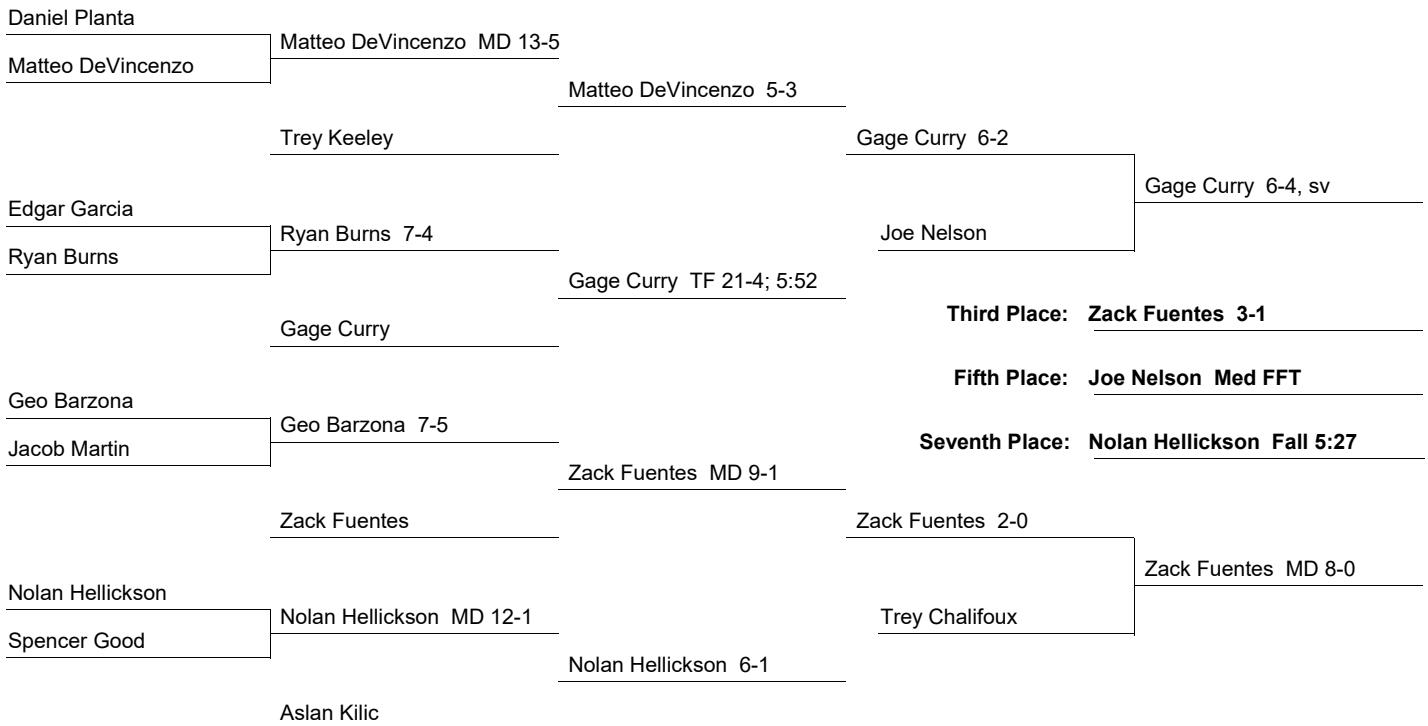 Daniel Planta
Matteo DeVincenzo MD 13-5
Matteo DeVincenzo
Matteo DeVincenzo 5-3
Trey Keeley
Gage Curry 6-2
Gage Curry 6-4, sv
Edgar Garcia
Ryan Burns 7-4
Joe Nelson
Ryan Burns
Gage Curry TF 21-4; 5:52
Third Place: Zack Fuentes 3-1
Gage Curry
Fifth Place: Joe Nelson Med FFT
Geo Barzona
Geo Barzona 7-5
Seventh Place: Nolan Hellickson Fall 5:27
Jacob Martin
Zack Fuentes MD 9-1
Zack Fuentes
Zack Fuentes 2-0
Zack Fuentes MD 8-0
Nolan Hellickson
Nolan Hellickson MD 12-1
Trey Chalifoux
Spencer Good
Nolan Hellickson 6-1
Aslan Kilic